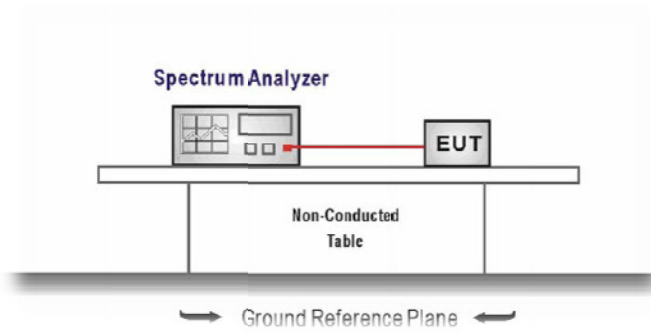 Spectrum Analyzer
EUT
Non-Conducted
Table
Ground Reference Plane